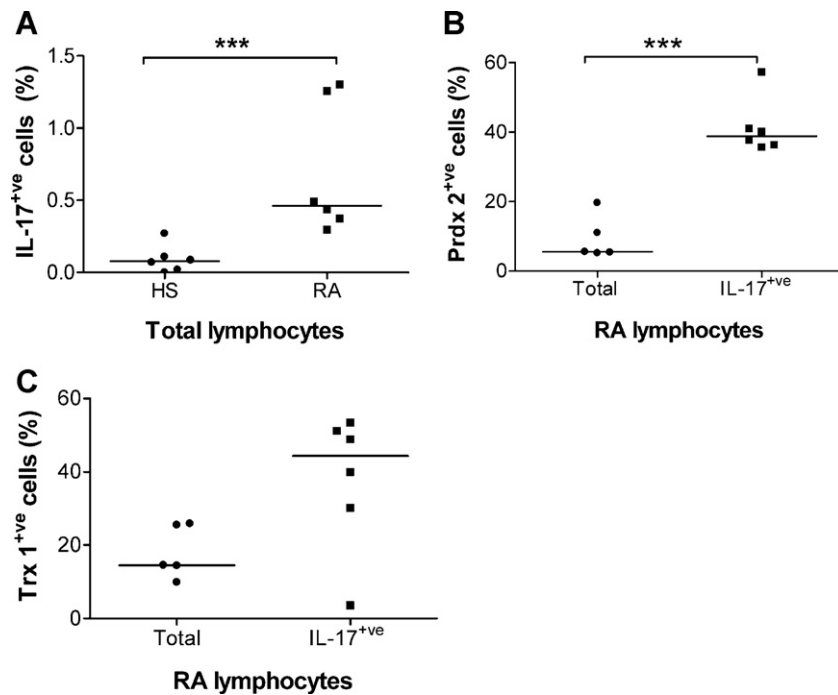 A
***
IL-17+ve cells (%)
1.5
1.0
0.5
0.0
HS RA
Total lymphocytes
B
***
Prdx 2+ve cells (%)
60
40
20
0
Total IL-17+ve
RA lymphocytes
C
Trx 1+ve cells (%)
60
40
20
0
Total IL-17+ve
RA lymphocytes